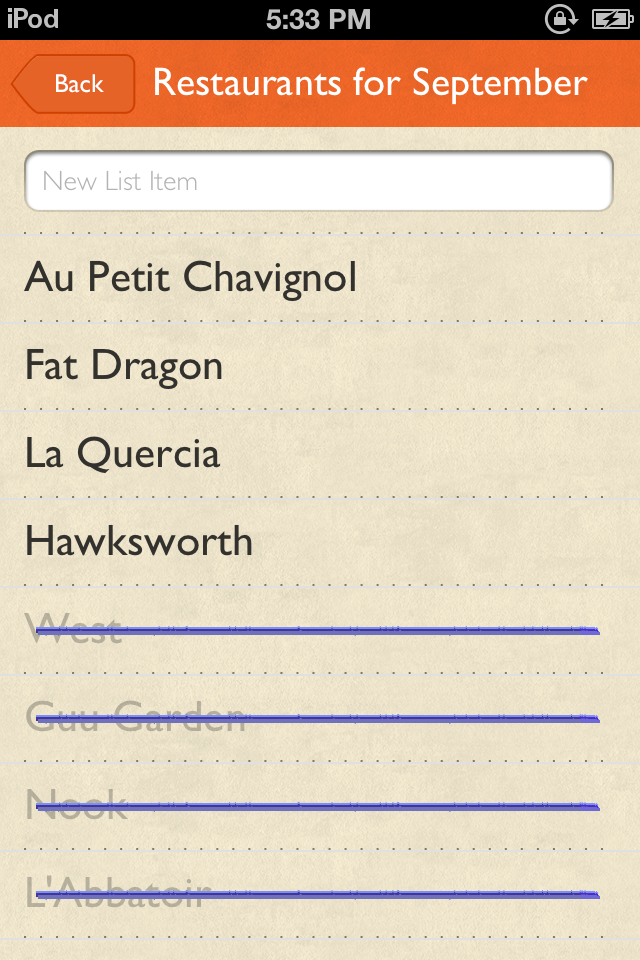 iPod
5:33 PM
Back
Restaurants for September
New List Item
Au Petit Chavignol
Fat Dragon
La Quercia
Hawksworth
West
Guu Garden
Nook
L'Abbatoir